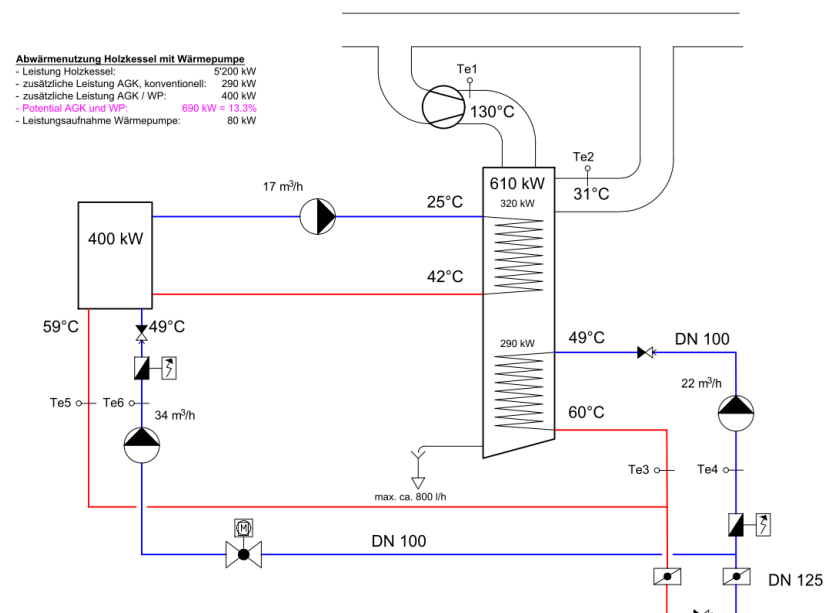 Abwärmenutzung Holzkessel mit Wärmepumpe
- Leistung Holzkessel: 5'200 kW
- zusätzliche Leistung AGK, konventionell: 290 kW
- zusätzliche Leistung AGK / WP: 400 kW
- Potential AGK und WP: 690 kW = 13.3%
- Leistungsaufnahme Wärmepumpe: 80 kW
Te1
130°C
Te2
31°C
610 kW
320 kW
17 m³/h
25°C
400 kW
42°C
59°C
49°C
290 kW
49°C
DN 100
22 m³/h
Te5
Te6
34 m³/h
60°C
Te3
Te4
max. ca. 800 l/h
M
DN 100
DN 125